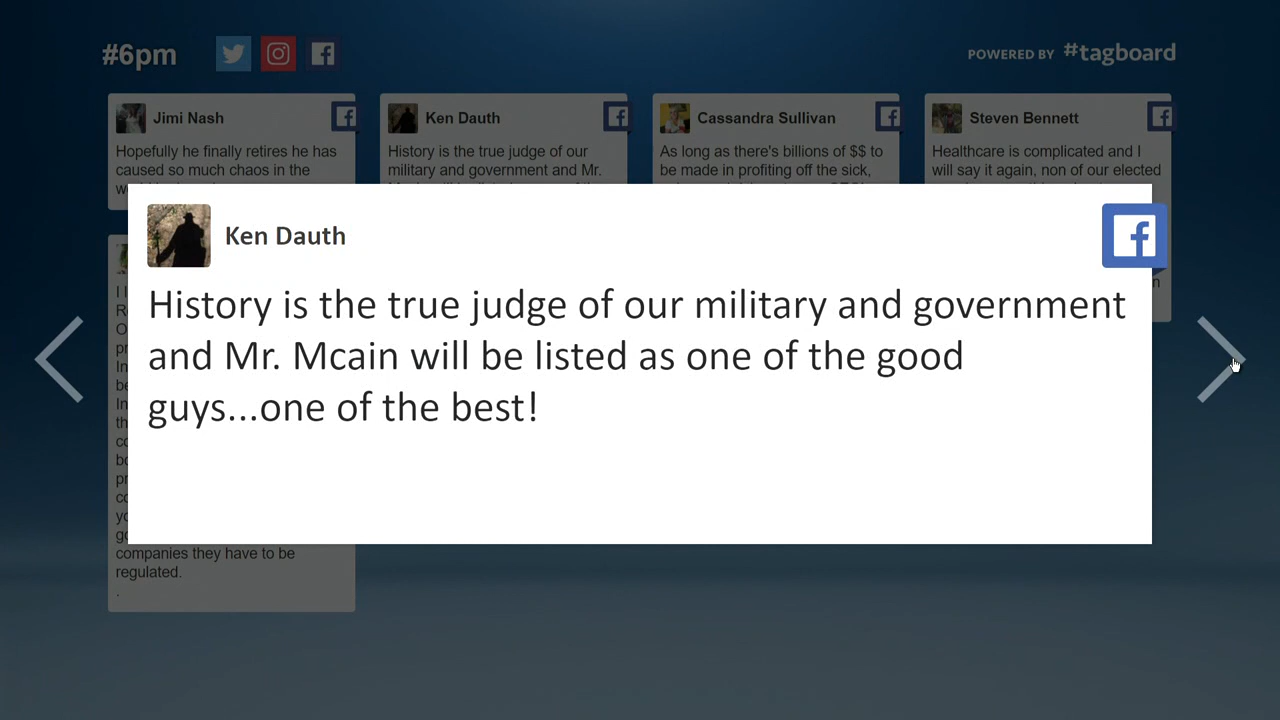 #6pm
POWERED BY #tagboard
Jimi Nash
Hopefully he finally retires he has
caused so much chaos in the
Ken Dauth
History is the true judge of our
military and government and Mr.
Cassandra Sullivan
As long as there's billions of $$ to
be made in profiting off the sick,
Steven Bennett
Healthcare is complicated and I
will say it again, non of our elected
Ken Dauth
History is the true judge of our military and government
and Mr. Mcain will be listed as one of the good
guys...one of the best!
companies they have to be
regulated.
.